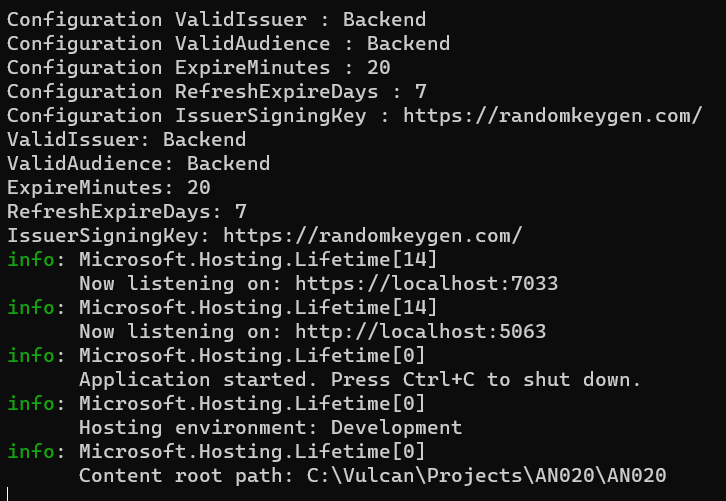 Configuration ValidIssuer : Backend
Configuration ValidAudience : Backend
Configuration ExpireMinutes : 20
Configuration RefreshExpireDays : 7
Configuration IssuerSigningKey : https://randomkeygen.com/
ValidIssuer: Backend
ValidAudience: Backend
ExpireMinutes: 20
RefreshExpireDays: 7
IssuerSigningKey: https://randomkeygen.com/
info: Microsoft.Hosting.Lifetime[14]
      Now listening on: https://localhost:7033
info: Microsoft.Hosting.Lifetime[14]
      Now listening on: http://localhost:5063
info: Microsoft.Hosting.Lifetime[0]
      Application started. Press Ctrl+C to shut down.
info: Microsoft.Hosting.Lifetime[0]
      Hosting environment: Development
info: Microsoft.Hosting.Lifetime[0]
      Content root path: C:\Vulcan\Projects\AN020\AN020